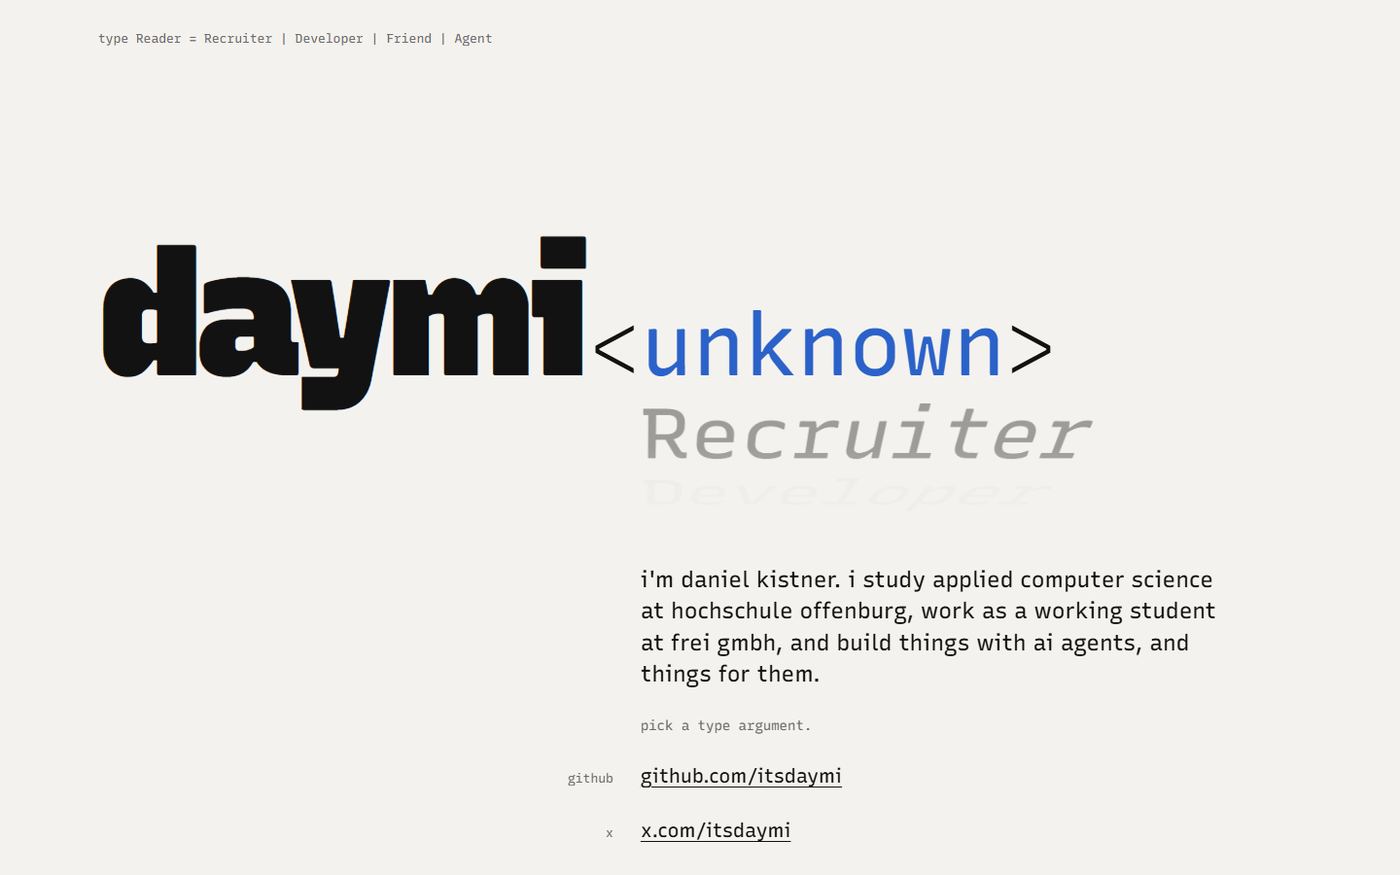 type Reader = Recruiter | Developer | Friend | Agent
daymi<unknown>
Recruiter
Developer
i'm daniel kistner. i study applied computer science
at hochschule offenburg, work as a working student
at frei gmbh, and build things with ai agents, and
things for them.
pick a type argument.
github github.com/itsdaymi
x x.com/itsdaymi